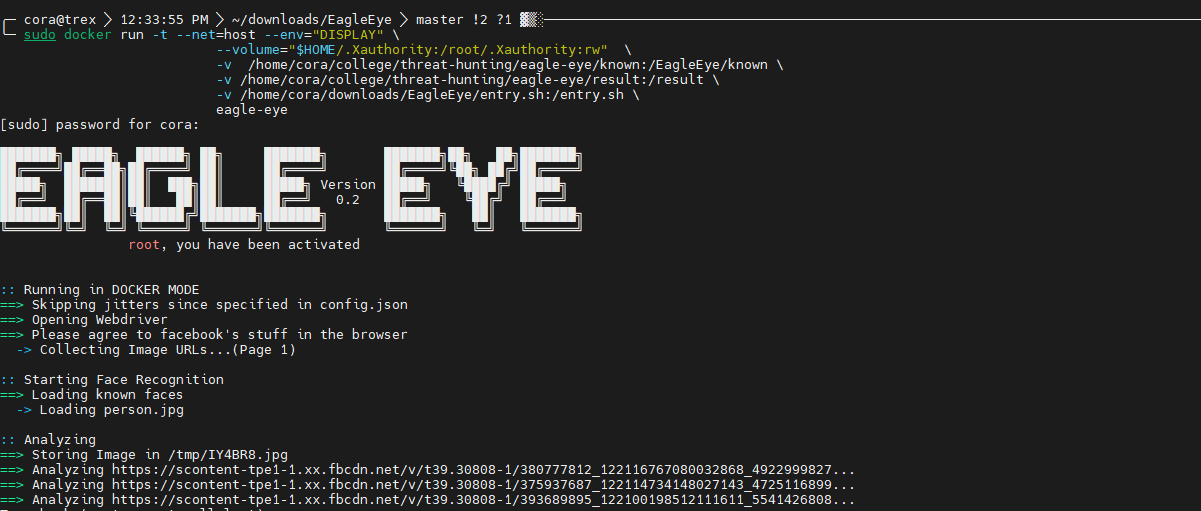 cora@trex > 12:33:55 PM > ~/downloads/EagleEye > master !2 ?1
sudo docker run -t --net=host --env="DISPLAY" \
--volume="$HOME/.Xauthority:/root/.Xauthority:rw" \
-v /home/cora/college/threat-hunting/eagle-eye/known:/EagleEye/known \
-v /home/cora/college/threat-hunting/eagle-eye/result:/result \
-v /home/cora/downloads/EagleEye/entry.sh:/entry.sh \
eagle-eye
[sudo] password for cora:
EAGLE EYE
Version
0.2
root, you have been activated
:: Running in DOCKER MODE
==> Skipping jitters since specified in config.json
==> Opening Webdriver
==> Please agree to facebook's stuff in the browser
-> Collecting Image URLs...(Page 1)
:: Starting Face Recognition
==> Loading known faces
-> Loading person.jpg
:: Analyzing
==> Storing Image in /tmp/IY4BR8.jpg
==> Analyzing https://scontent-tpe1-1.xx.fbcdn.net/v/t39.30808-1/380777812_122116767080032868_4922999827...
==> Analyzing https://scontent-tpe1-1.xx.fbcdn.net/v/t39.30808-1/375937687_122114734148027143_4725116899...
==> Analyzing https://scontent-tpe1-1.xx.fbcdn.net/v/t39.30808-1/393689895_122100198512111611_5541426808...